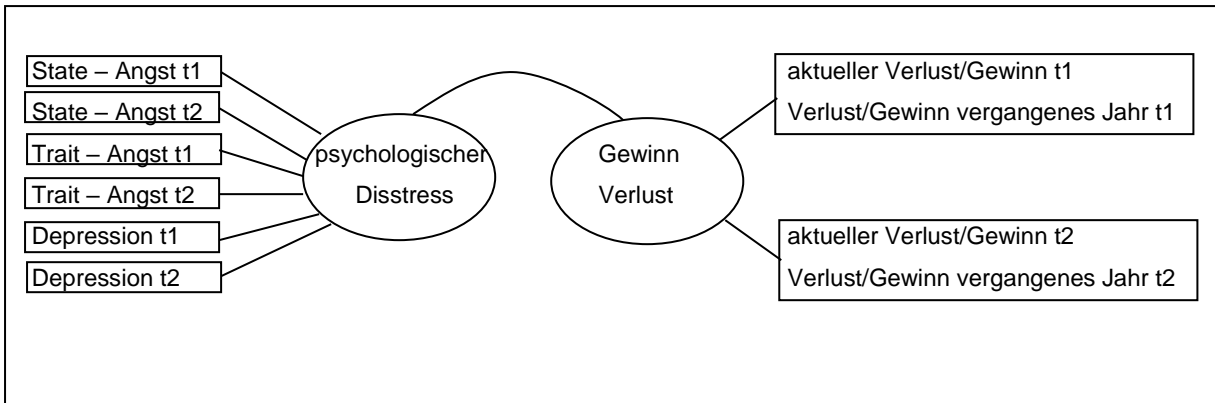 State – Angst t1
State – Angst t2
Trait – Angst t1
Trait – Angst t2
Depression t1
Depression t2
psychologischer
Disstress
Gewinn
Verlust
aktueller Verlust/Gewinn t1
Verlust/Gewinn vergangenes Jahr t1
aktueller Verlust/Gewinn t2
Verlust/Gewinn vergangenes Jahr t2